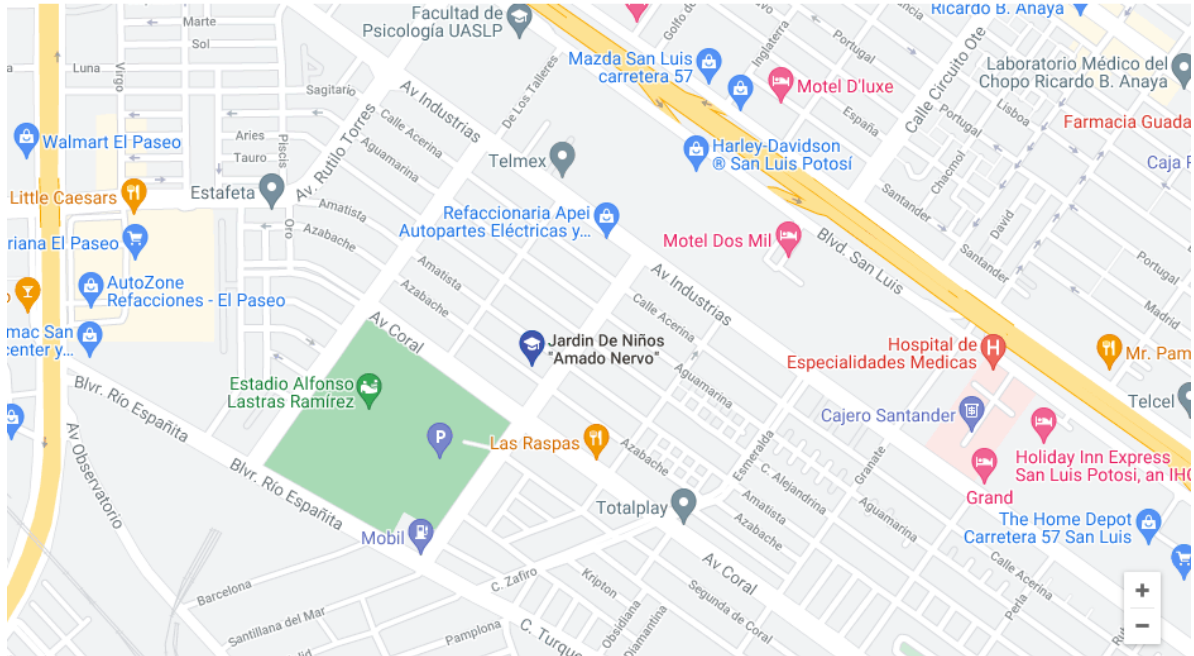 Ricardo B. Anaya
Marte
Facultad de
Psicología UASLP
Golfo de
Inglaterra
Portugal
Sol
Calle Circuito Ote
Mazda San Luis
carretera 57
Laboratorio Médico del
Chopo Ricardo B. Anaya
Luna
Virgo
Sagitario
Av Industrias
De Los Talleres
Motel D'luxe
España
Portugal
Lisboa
Farmacia Guada
Aries
Piscis
Av. Rutilo Torres
Calle Acerina
Walmart El Paseo
Tauro
Aguamarina
Telmex
Harley-Davidson
® San Luis Potosí
Chacmol
Caja
Estafeta
Little Caesars
Amatista
Santander
David
Oro
Azabache
Refaccionaria Apei
Autopartes Eléctricas y...
Motel Dos Mil
Blvd. San Luis
riana El Paseo
Santander
Portugal
Amatista
Av Industrias
AutoZone
Refacciones - El Paseo
Azabache
Calle Acerina
Madrid
Av Coral
mac San
center y...
Jardin De Niños
"Amado Nervo"
Hospital de
Especialidades Medicas
Mr. Pam
Aguamarina
Blvr. Río Españita
Estadio Alfonso
Lastras Ramírez
Telcel
Cajero Santander
Av Observatorio
P
Las Raspas
Azabache
Esmeralda
Granate
Holiday Inn Express
San Luis Potosi, an IHG
Blvr. Río Españita
C. Alejandrina
Grand
Amatista
Aguamarina
Totalplay
Azabache
The Home Depot
Carretera 57 San Luis
Mobil
Av Coral
Calle Acerina
C. Zafiro
Kripton
Barcelona
Segunda de Coral
Perla
Santillana del Mar
Obsidiana
Diamantina
Pamplona
C. Turque
+
−